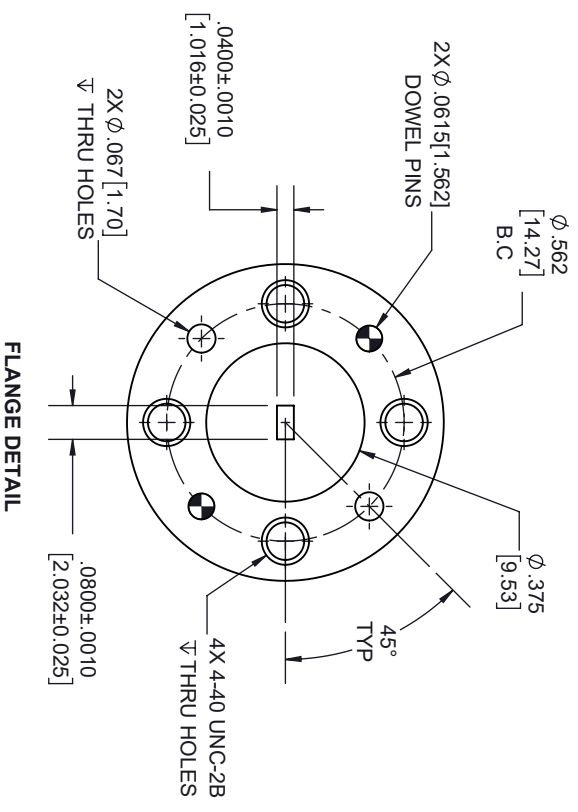 Ø .562
[14.27]
B.C
Ø .375
[9.53]
2X Ø .0615[1.562]
DOWEL PINS
45°
TYP
.0400±.0010
[1.016±0.025]
4X 4-40 UNC-2B
↧ THRU HOLES
2X Ø .067 [1.70]
↧ THRU HOLES
.0800±.0010
[2.032±0.025]
FLANGE DETAIL